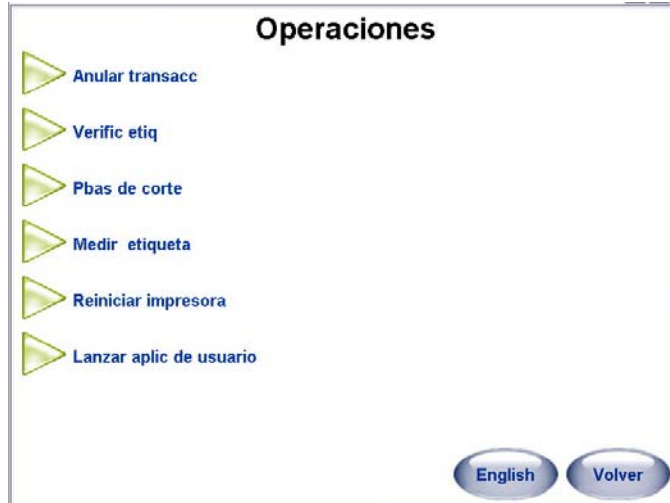 Operaciones
Anular transacc
Verific etiq
Pbas de corte
Medir etiqueta
Reiniciar impresora
Lanzar aplic de usuario
English
Volver